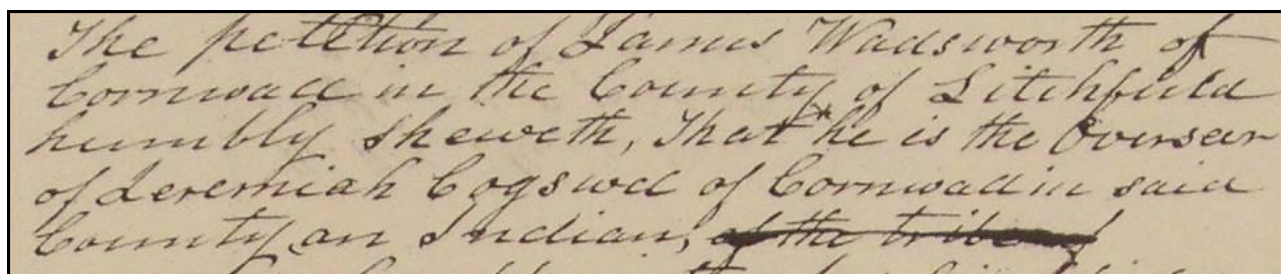 The petition of James Wadsworth of
Cornwall in the County of Litchfield
humbly sheweth, That he is the Overseer
of Jeremiah Cogswel of Cornwall in said
County, an Indian, of the tribe of